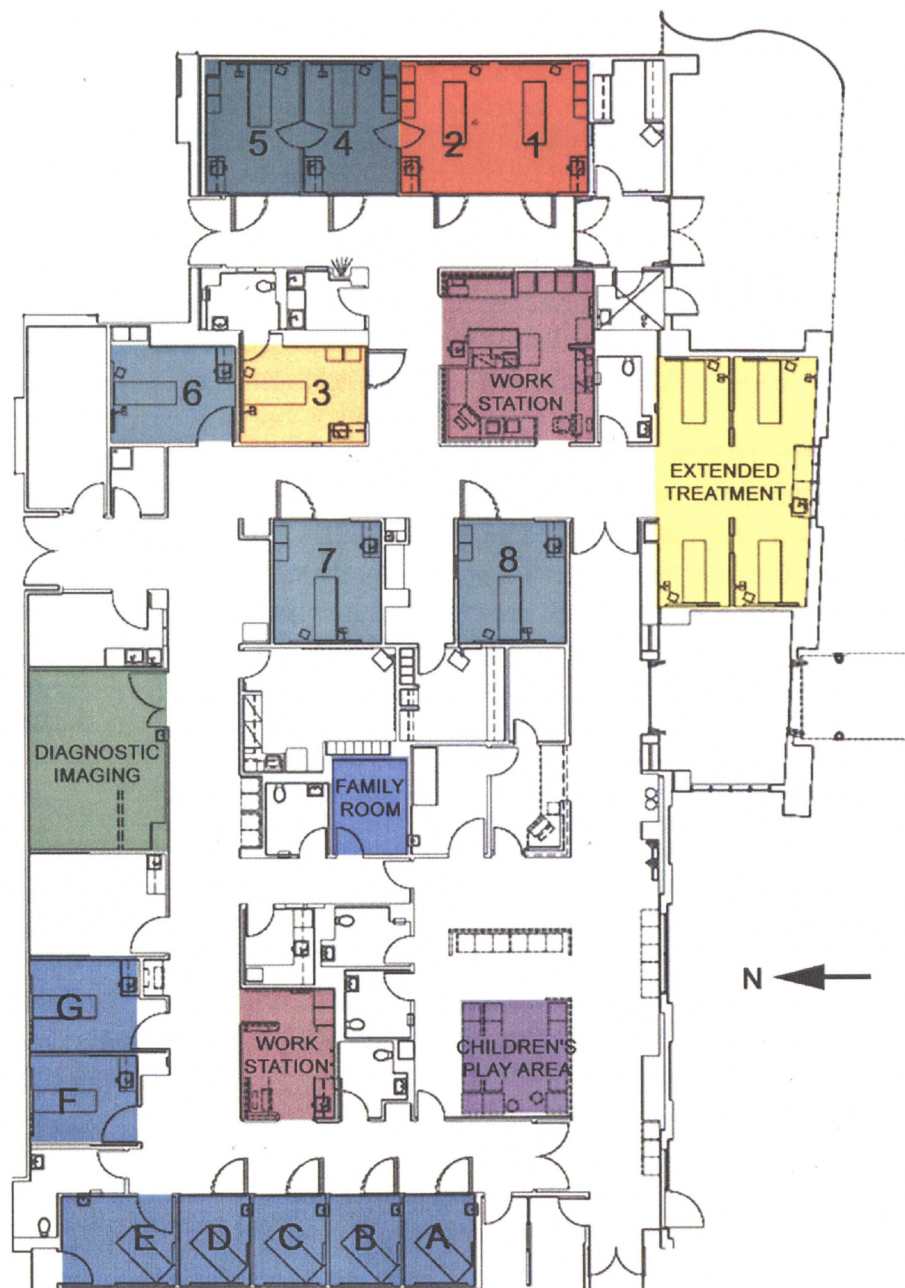 5
4
2
1
6
3
WORK
STATION
EXTENDED
TREATMENT
7
8
DIAGNOSTIC
IMAGING
FAMILY
ROOM
N
G
WORK
STATION
CHILDREN'S
PLAY AREA
F
E
D
C
B
A